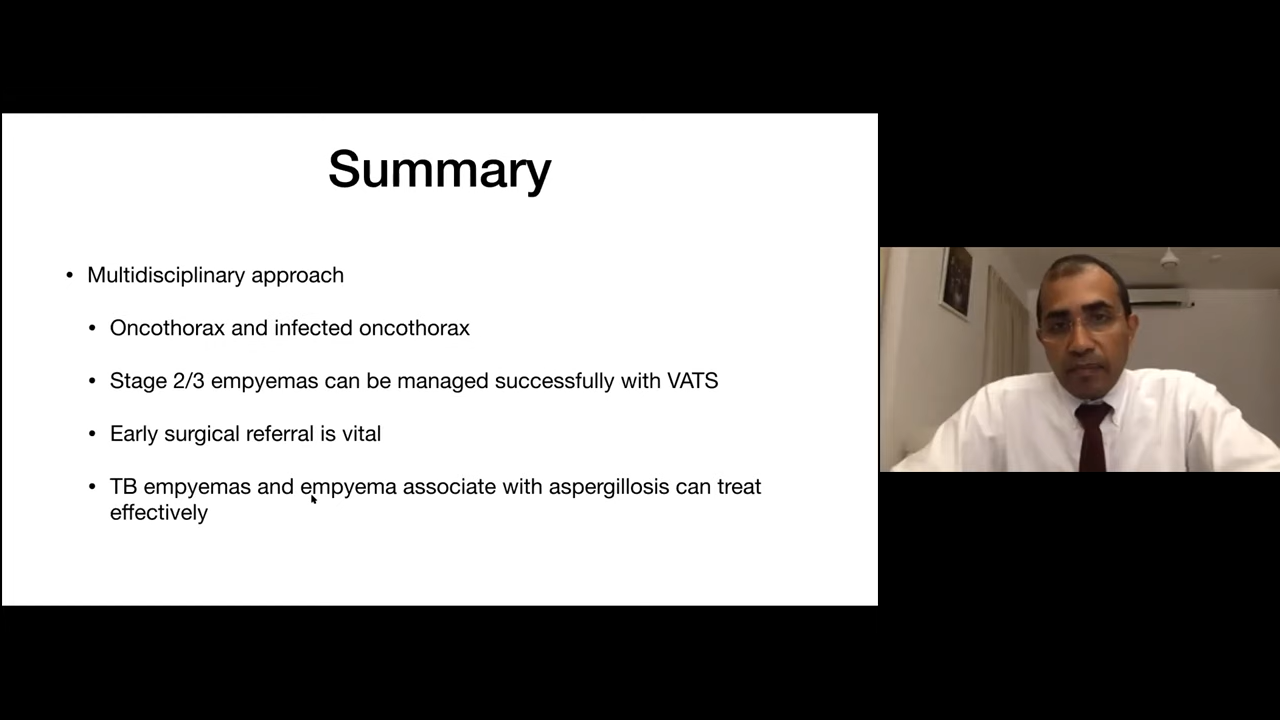 Summary
• Multidisciplinary approach
• Oncothorax and infected oncothorax
• Stage 2/3 empyemas can be managed successfully with VATS
• Early surgical referral is vital
• TB empyemas and empyema associate with aspergillosis can treat
effectively